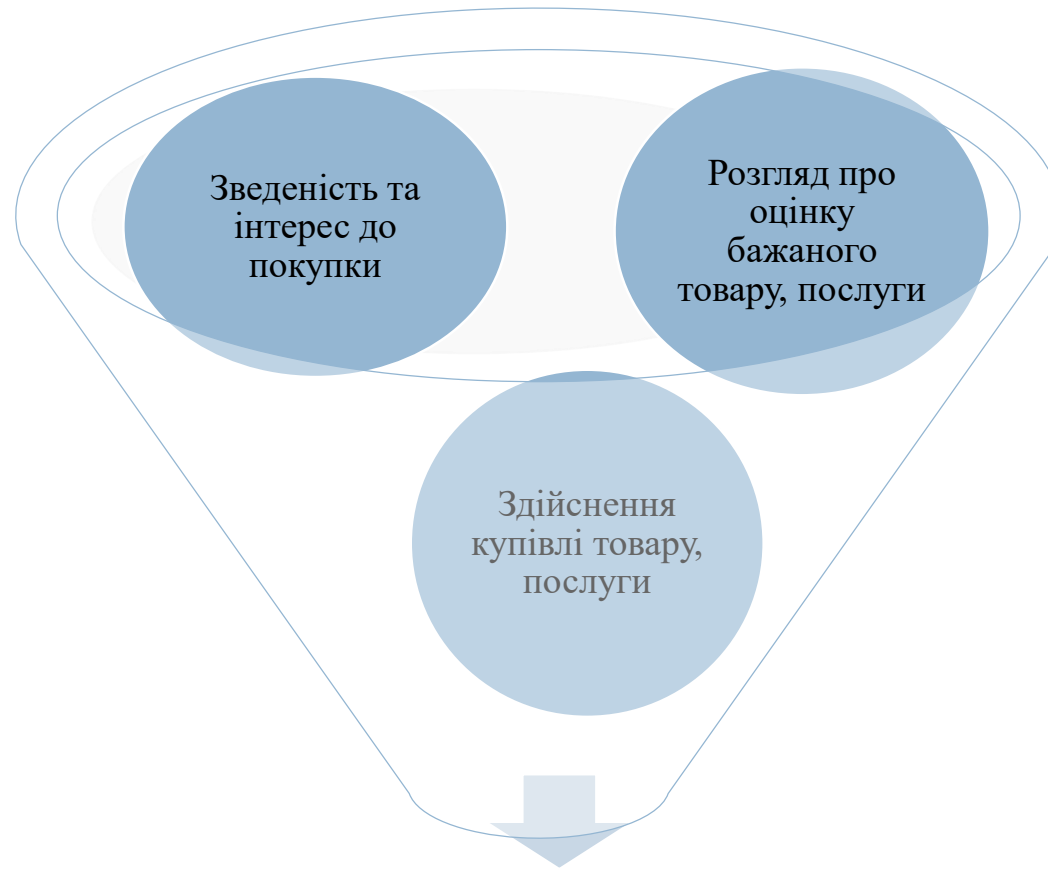 Зведеність та
інтерес до
покупки
Розгляд про
оцінку
бажаного
товару, послуги
Здійснення
купівлі товару,
послуги